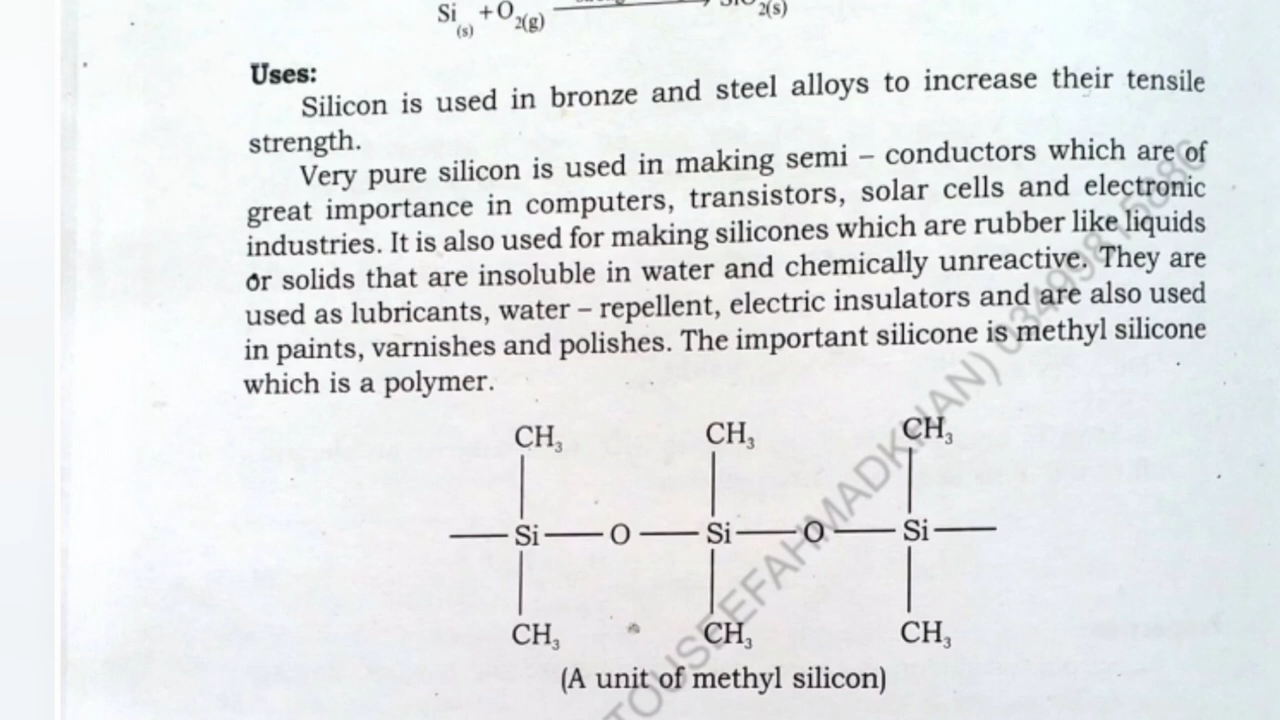 Si(s) + O2(g) 2(s)
Uses:
Silicon is used in bronze and steel alloys to increase their tensile
strength.
Very pure silicon is used in making semi – conductors which are of
great importance in computers, transistors, solar cells and electronic
industries. It is also used for making silicones which are rubber like liquids
or solids that are insoluble in water and chemically unreactive. They are
used as lubricants, water – repellent, electric insulators and are also used
in paints, varnishes and polishes. The important silicone is methyl silicone
which is a polymer.
CH3 CH3 CH3
Si O Si O Si
CH3 CH3 CH3
(A unit of methyl silicon)